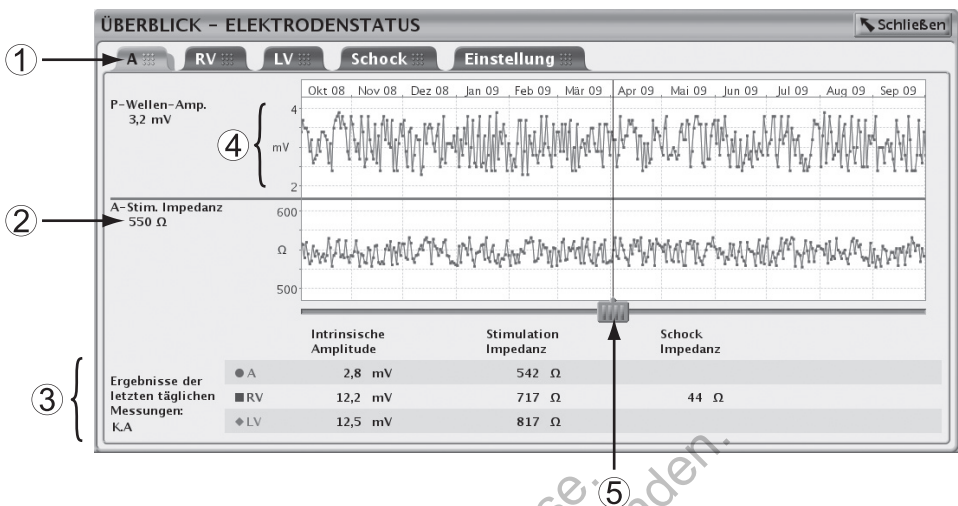 ÜBERBLICK – ELEKTRODENSTATUS
Schließen
1
A
RV
LV
Schock
Einstellung
Okt 08 Nov 08 Dez 08 Jan 09 Feb 09 Mär 09 Apr 09 Mai 09 Jun 09 Jul 09 Aug 09 Sep 09
P-Wellen-Amp.
3,2 mV
4
4
mV
2
2
A-Stim. Impedanz
550 Ω
600
Ω
500
Intrinsische Amplitude
Stimulation Impedanz
Schock Impedanz
3
Ergebnisse der
letzten täglichen
Messungen:
K.A
A 2,8 mV 542 Ω
RV 12,2 mV 717 Ω 44 Ω
LV 12,5 mV 817 Ω
5